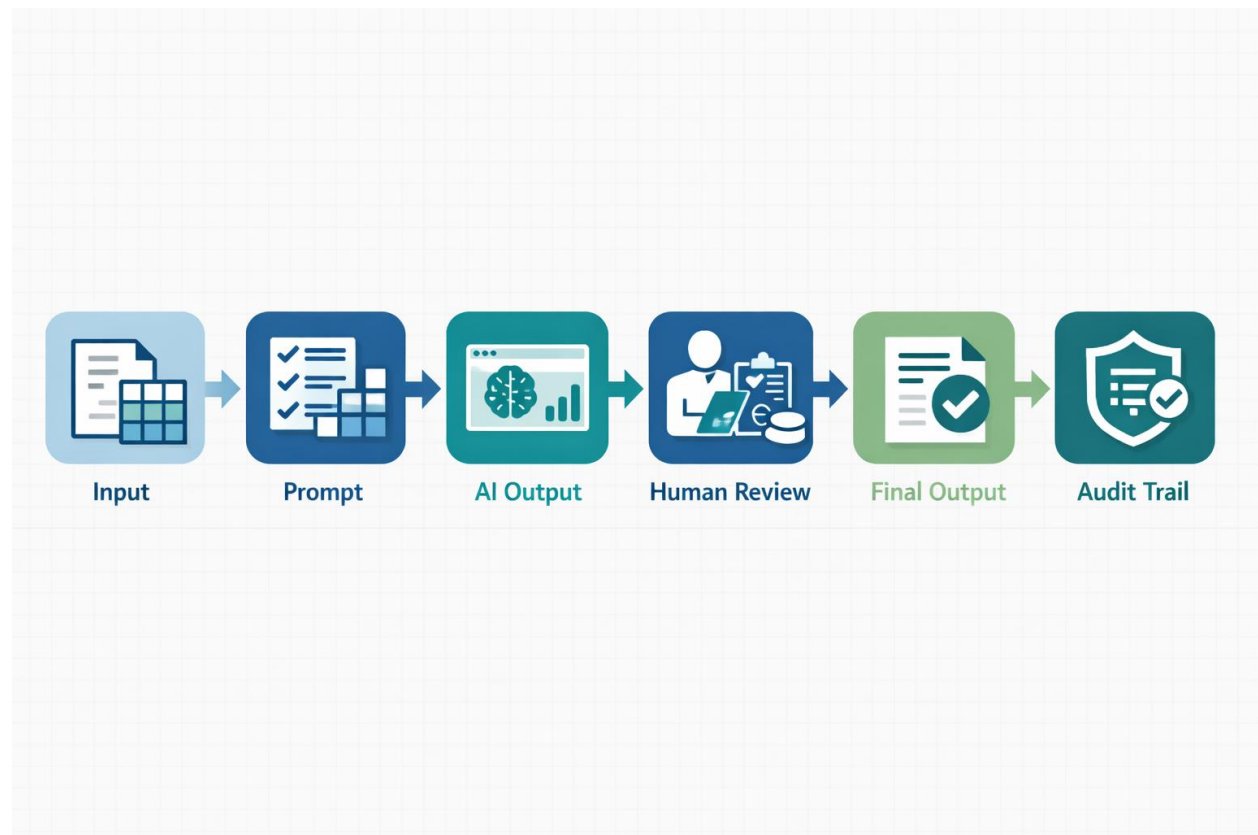 Input
Prompt
AI Output
Human Review
Final Output
Audit Trail